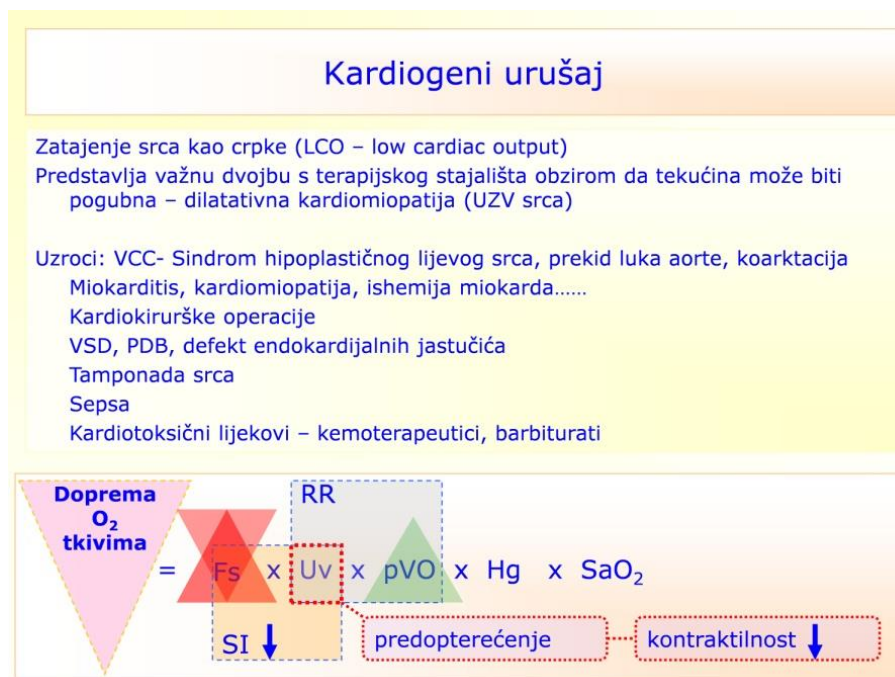 Kardiogeni urušaj
Zatajenje srca kao crpke (LCO – low cardiac output)
Predstavlja važnu dvojbu s terapijskog stajališta obzirom da tekućina može biti
pogubna – dilatativna kardiomiopatija (UZV srca)
Uzroci: VCC- Sindrom hipoplastičnog lijevog srca, prekid luka aorte, koarktacija
Miokarditis, kardiomiopatija, ishemija miokarda......
Kardiokirurške operacije
VSD, PDB, defekt endokardijalnih jastučića
Tamponada srca
Sepsa
Kardiotoksični lijekovi – kemoterapeutici, barbiturati
Doprema
O₂
tkivima
RR
= Fs x Uv x pVO x Hg x SaO₂
SI
predopterećenje
kontraktilnost